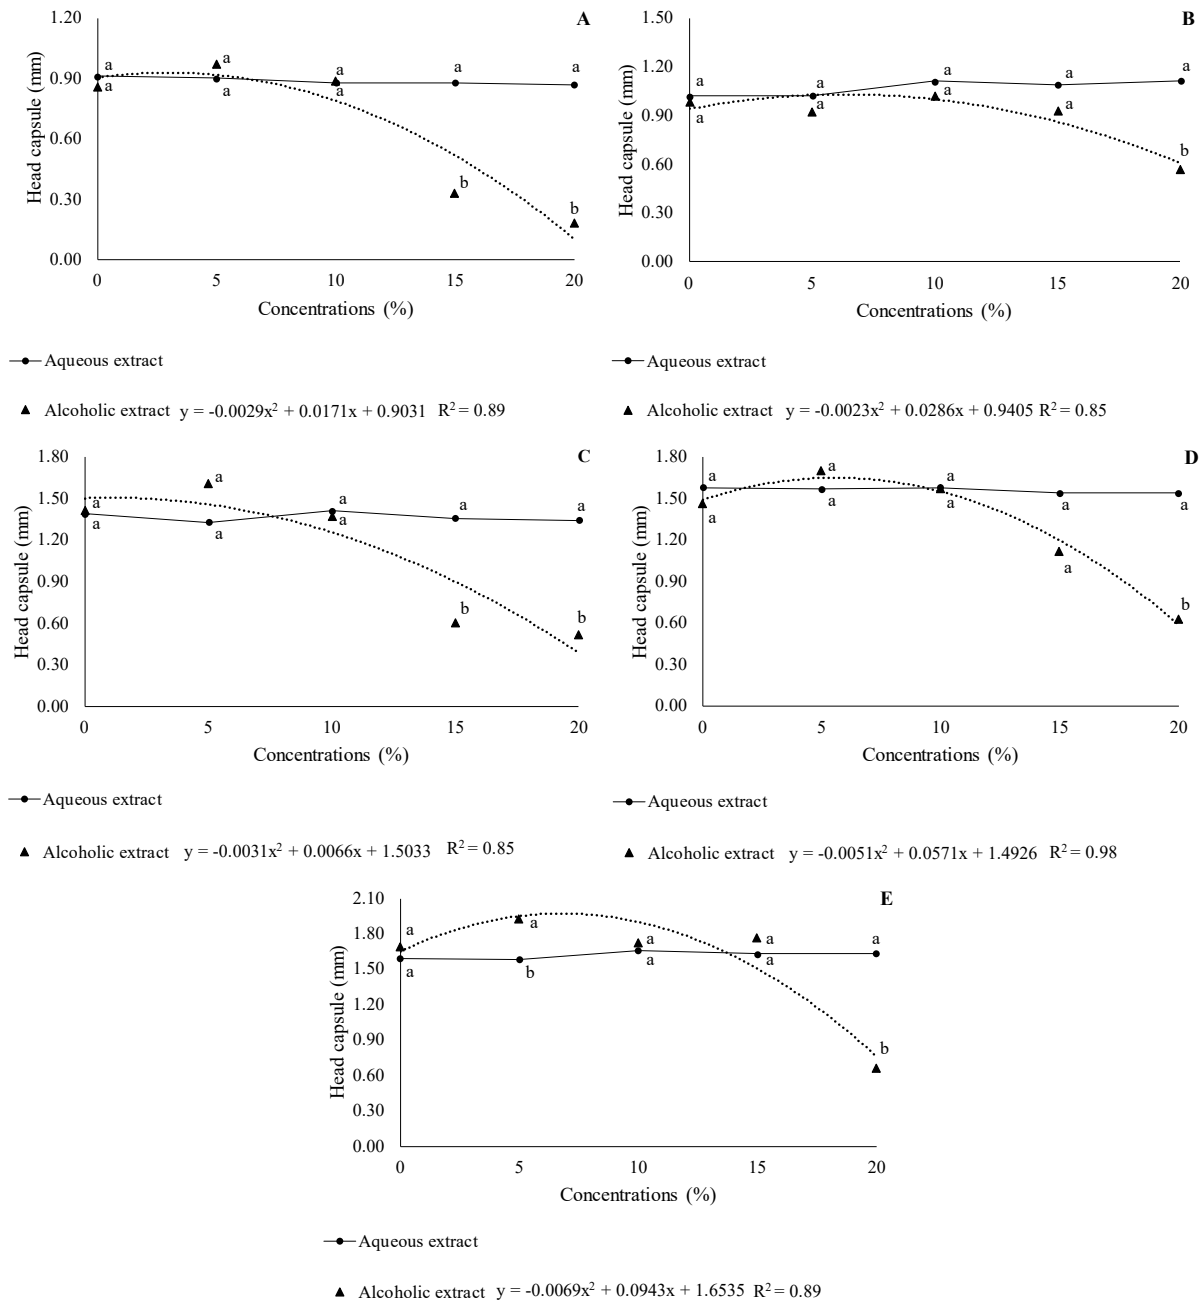 A
Head capsule (mm)
1.20
0.90
0.60
0.30
0.00
a
a
a
a
a
a
a
a
b
b
0
5
10
15
20
Concentrations (%)
Aqueous extract
Alcoholic extract y = -0.0029x² + 0.0171x + 0.9031 R² = 0.89
B
Head capsule (mm)
1.50
1.20
0.90
0.60
0.30
0.00
a
a
a
a
a
a
a
a
a
b
0
5
10
15
20
Concentrations (%)
Aqueous extract
Alcoholic extract y = -0.0023x² + 0.0286x + 0.9405 R² = 0.85
C
Head capsule (mm)
1.80
1.50
1.20
0.90
0.60
0.30
0.00
a
a
a
a
a
a
a
a
b
b
0
5
10
15
20
Concentrations (%)
Aqueous extract
Alcoholic extract y = -0.0031x² + 0.0066x + 1.5033 R² = 0.85
D
Head capsule (mm)
1.80
1.50
1.20
0.90
0.60
0.30
0.00
a
a
a
a
a
a
a
a
a
b
0
5
10
15
20
Concentrations (%)
Aqueous extract
Alcoholic extract y = -0.0051x² + 0.0571x + 1.4926 R² = 0.98
E
Head capsule (mm)
2.10
1.80
1.50
1.20
0.90
0.60
0.30
0.00
a
a
a
b
a
a
a
a
a
b
0
5
10
15
20
Concentrations (%)
Aqueous extract
Alcoholic extract y = -0.0069x² + 0.0943x + 1.6535 R² = 0.89